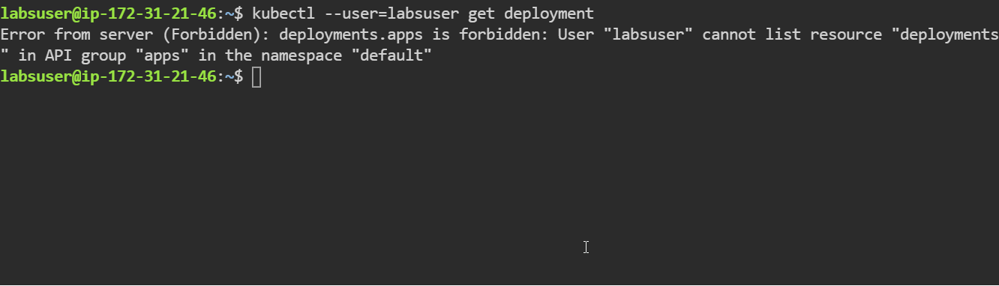 labsuser@ip-172-31-21-46:~$ kubectl --user=labsuser get deployment
Error from server (Forbidden): deployments.apps is forbidden: User "labsuser" cannot list resource "deployments
" in API group "apps" in the namespace "default"
labsuser@ip-172-31-21-46:~$